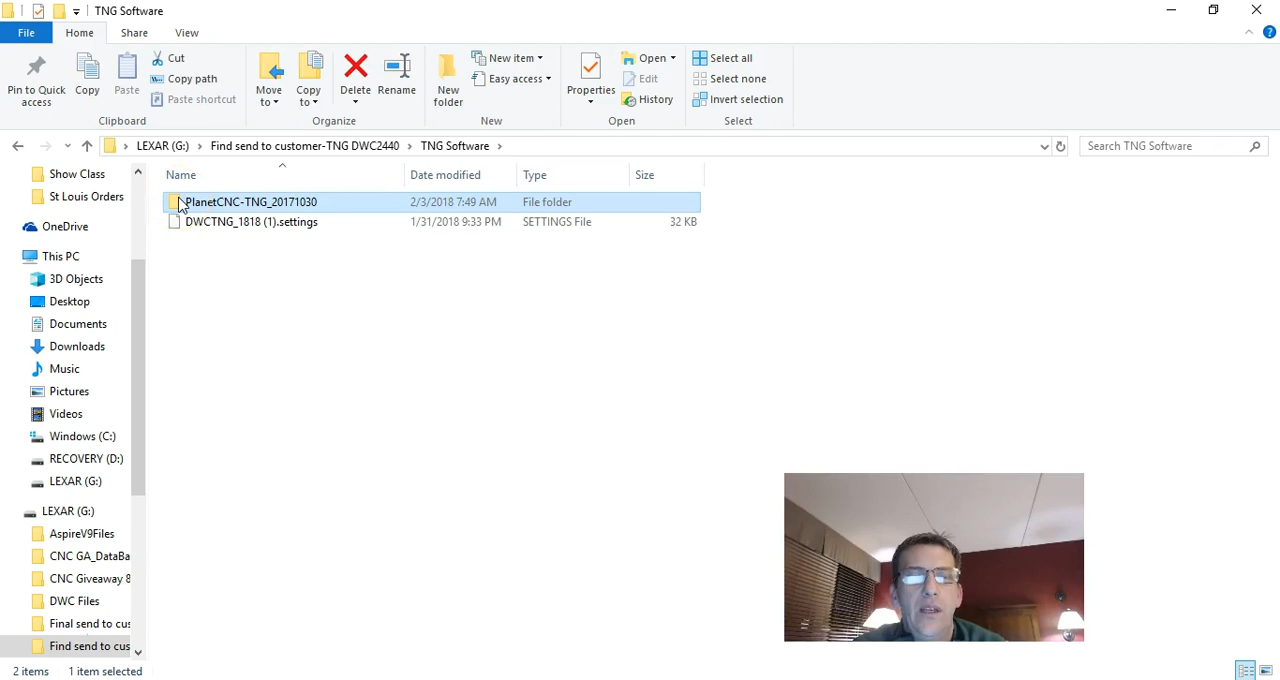 TNG Software
File Home Share View
Pin to Quick access
Copy
Paste
Cut
Copy path
Paste shortcut
Clipboard
Move to
Copy to
Delete
Rename
Organize
New folder
New item
Easy access
New
Properties
Open
Edit
History
Open
Select all
Select none
Invert selection
Select
LEXAR (G:) > Find send to customer-TNG DWC2440 > TNG Software >
Search TNG Software
Show Class
St Louis Orders
OneDrive
This PC
3D Objects
Desktop
Documents
Downloads
Music
Pictures
Videos
Windows (C:)
RECOVERY (D:)
LEXAR (G:)
LEXAR (G:)
AspireV9Files
CNC GA_DataBa
CNC Giveaway 8
DWC Files
Final send to cus
Find send to cus
Name Date modified Type Size
PlanetCNC-TNG_20171030 2/3/2018 7:49 AM File folder
DWCTNG_1818 (1).settings 1/31/2018 9:33 PM SETTINGS File 32 KB
2 items 1 item selected